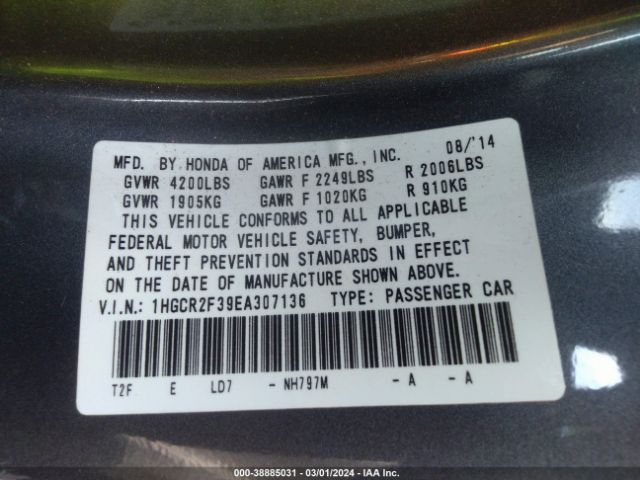 MFD. BY HONDA OF AMERICA MFG., INC. 08/'14
GVWR 4200LBS GAWR F 2249LBS R 2006LBS
GVWR 1905KG GAWR F 1020KG R 910KG
THIS VEHICLE CONFORMS TO ALL APPLICABLE
FEDERAL MOTOR VEHICLE SAFETY, BUMPER,
AND THEFT PREVENTION STANDARDS IN EFFECT
ON THE DATE OF MANUFACTURE SHOWN ABOVE.
V.I.N.: 1HGCR2F39EA307136 TYPE: PASSENGER CAR
T2F E LD7 - NH797M - A - A
000-38885031 - 03/01/2024 - IAA Inc.